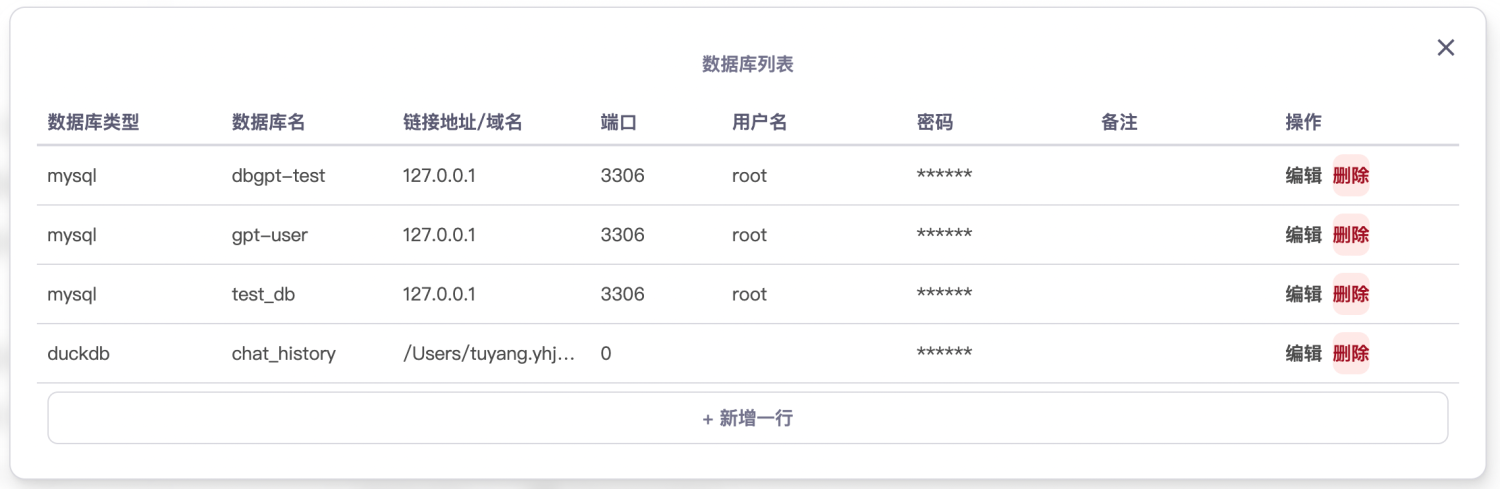 数据库列表
数据库类型 数据库名 链接地址/域名 端口 用户名 密码 备注 操作
mysql dbgpt-test 127.0.0.1 3306 root ****** 编辑 删除
mysql gpt-user 127.0.0.1 3306 root ****** 编辑 删除
mysql test_db 127.0.0.1 3306 root ****** 编辑 删除
duckdb chat_history /Users/tuyang.yhj... 0 ****** 编辑 删除
+ 新增一行